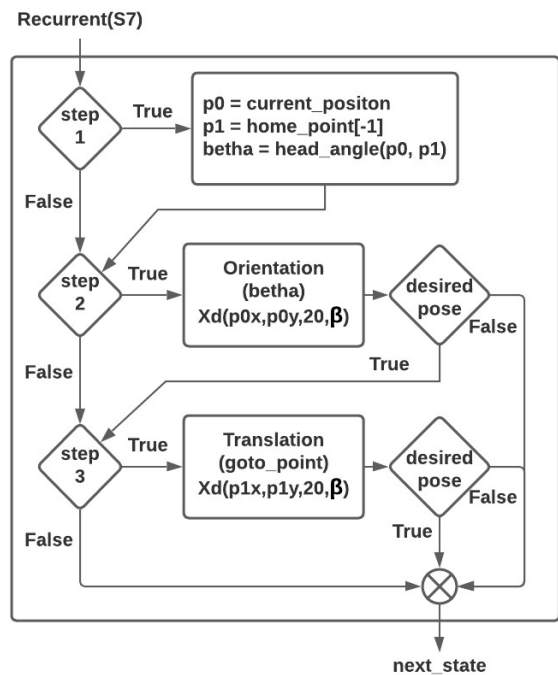 Recurrent(S7)
step
1
True
p0 = current_positon
p1 = home_point[-1]
betha = head_angle(p0, p1)
False
step
2
True
Orientation
(betha)
Xd(p0x,p0y,20,β)
desired
pose
False
True
False
step
3
True
Translation
(goto_point)
Xd(p1x,p1y,20,β)
desired
pose
False
True
False
next_state